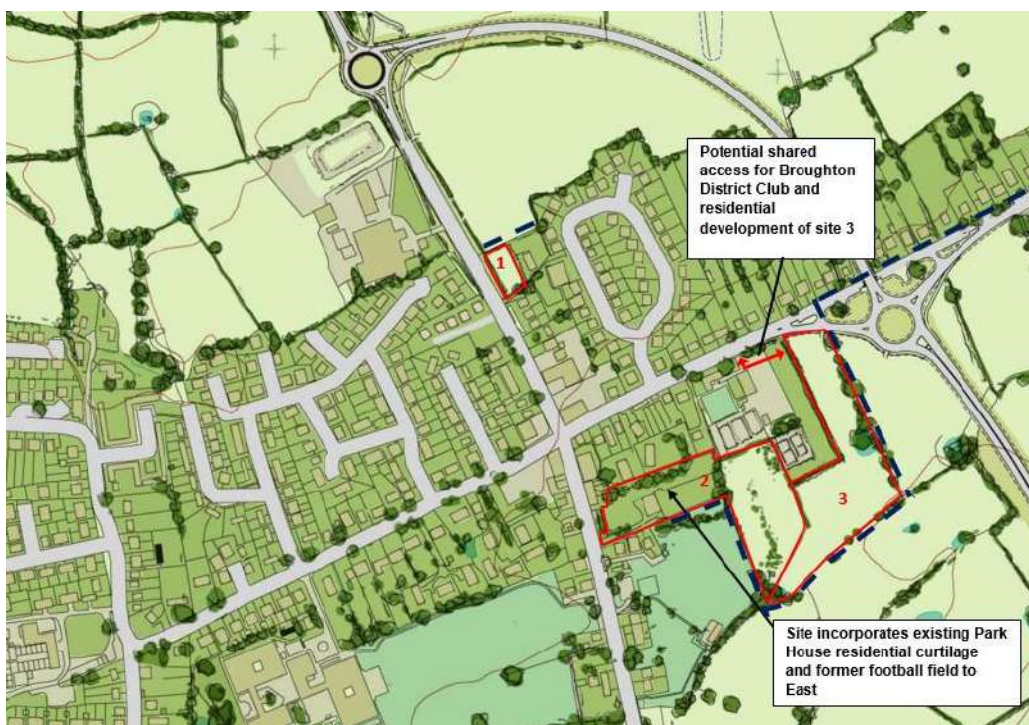 Potential shared
access for Broughton
District Club and
residential
development of site 3
1
2
3
Site incorporates existing Park
House residential curtilage
and former football field to
East